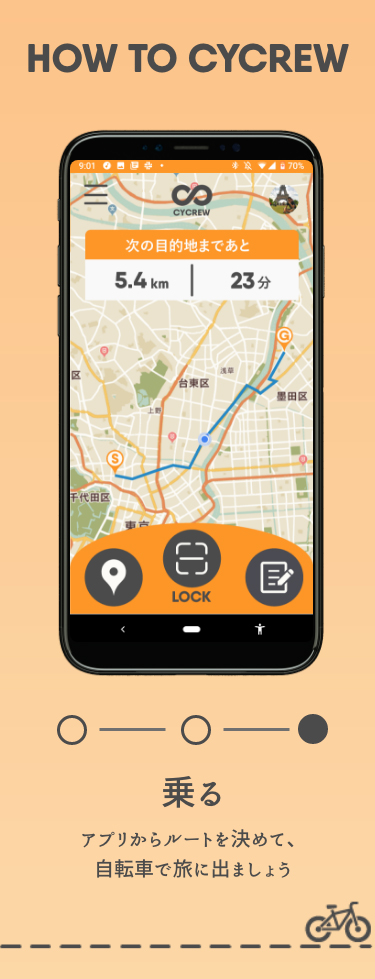 HOW TO CYCREW
9:01
70%
CYCREW
次の目的地まであと
5.4 km
23 分
G
区
台東区
浅草
墨田区
上野
S
千代田区
東京
LOCK
乗る
アプリからルートを決めて、
自転車で旅に出ましょう